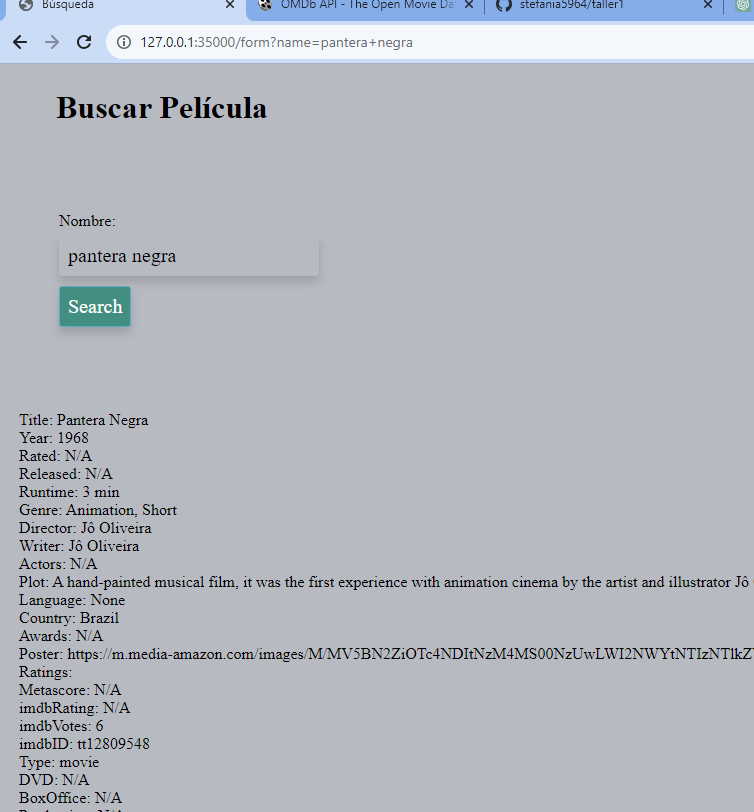 Búsqueda
OMDb API - The Open Movie Da
stefania5964/taller1
127.0.0.1:35000/form?name=pantera+negra
Buscar Película
Nombre:
pantera negra
Search
Title: Pantera Negra
Year: 1968
Rated: N/A
Released: N/A
Runtime: 3 min
Genre: Animation, Short
Director: Jô Oliveira
Writer: Jô Oliveira
Actors: N/A
Plot: A hand-painted musical film, it was the first experience with animation cinema by the artist and illustrator Jô
Language: None
Country: Brazil
Awards: N/A
Poster: https://m.media-amazon.com/images/M/MV5BN2ZiOTc4NDItNzM4MS00NzUwLWI2NWYtNTIzNTlkZ
Ratings:
Metascore: N/A
imdbRating: N/A
imdbVotes: 6
imdbID: tt12809548
Type: movie
DVD: N/A
BoxOffice: N/A